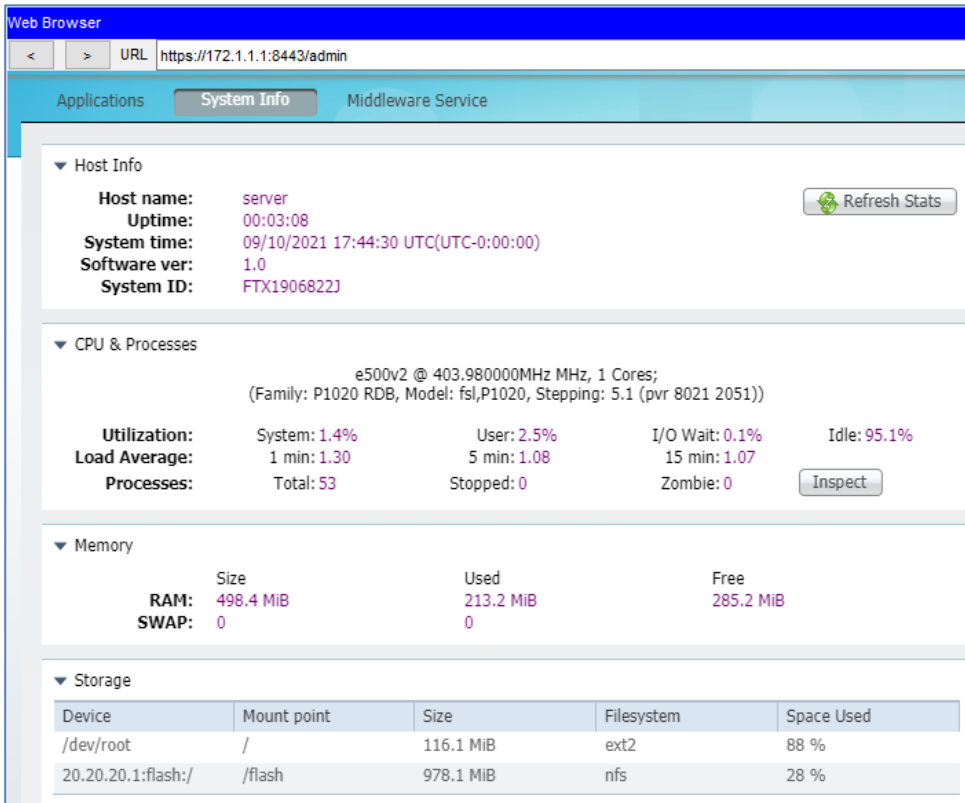 Web Browser
< > URL https://172.1.1.1:8443/admin
Applications System Info Middleware Service
Host Info
Host name: server
Refresh Stats
Uptime: 00:03:08
System time: 09/10/2021 17:44:30 UTC(UTC-0:00:00)
Software ver: 1.0
System ID: FTX1906822J
CPU & Processes
e500v2 @ 403.980000MHz MHz, 1 Cores;
(Family: P1020 RDB, Model: fsl,P1020, Stepping: 5.1 (pvr 8021 2051))
Utilization: System: 1.4% User: 2.5% I/O Wait: 0.1% Idle: 95.1%
Load Average: 1 min: 1.30 5 min: 1.08 15 min: 1.07
Processes: Total: 53 Stopped: 0 Zombie: 0 Inspect
Memory
Size Used Free
RAM: 498.4 MiB 213.2 MiB 285.2 MiB
SWAP: 0 0
Storage
Device Mount point Size Filesystem Space Used
/dev/root / 116.1 MiB ext2 88 %
20.20.20.1:flash:/ /flash 978.1 MiB nfs 28 %